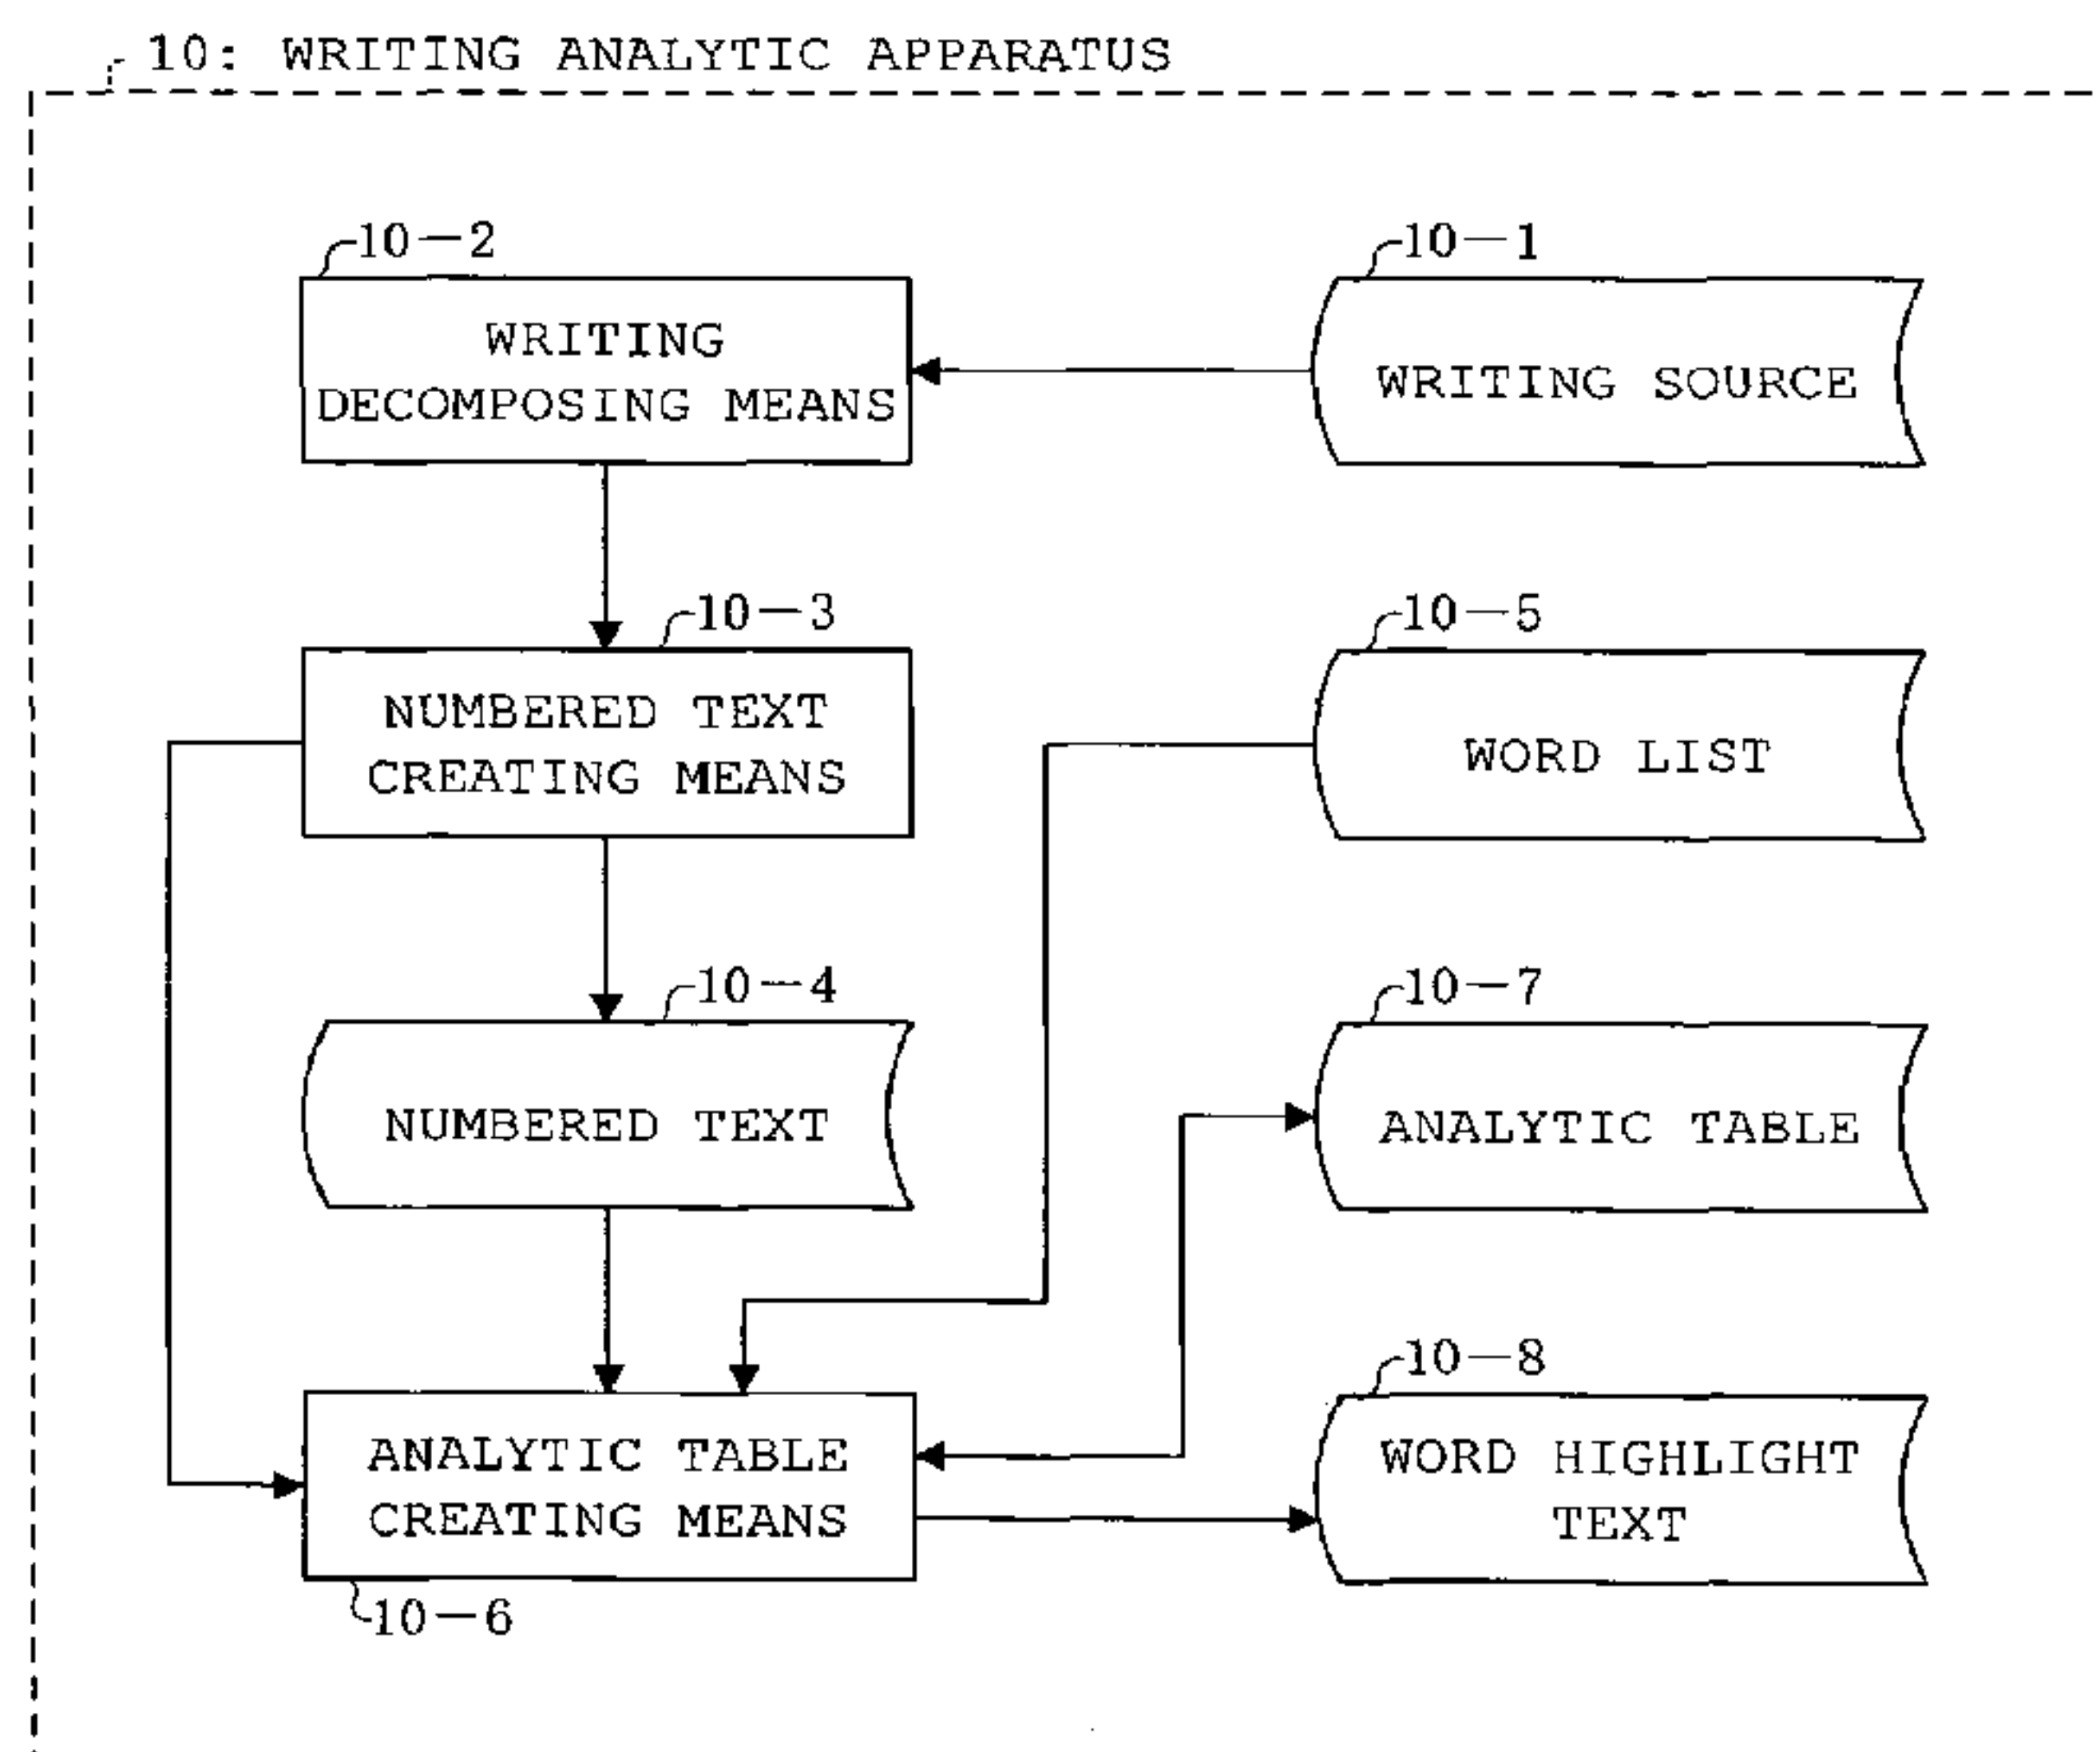 10: WRITING ANALYTIC APPARATUS
10-2
WRITING
DECOMPOSING MEANS
10-1
WRITING SOURCE
10-3
NUMBERED TEXT
CREATING MEANS
10-5
WORD LIST
10-4
NUMBERED TEXT
10-7
ANALYTIC TABLE
ANALYTIC TABLE
CREATING MEANS
10-6
10-8
WORD HIGHLIGHT
TEXT